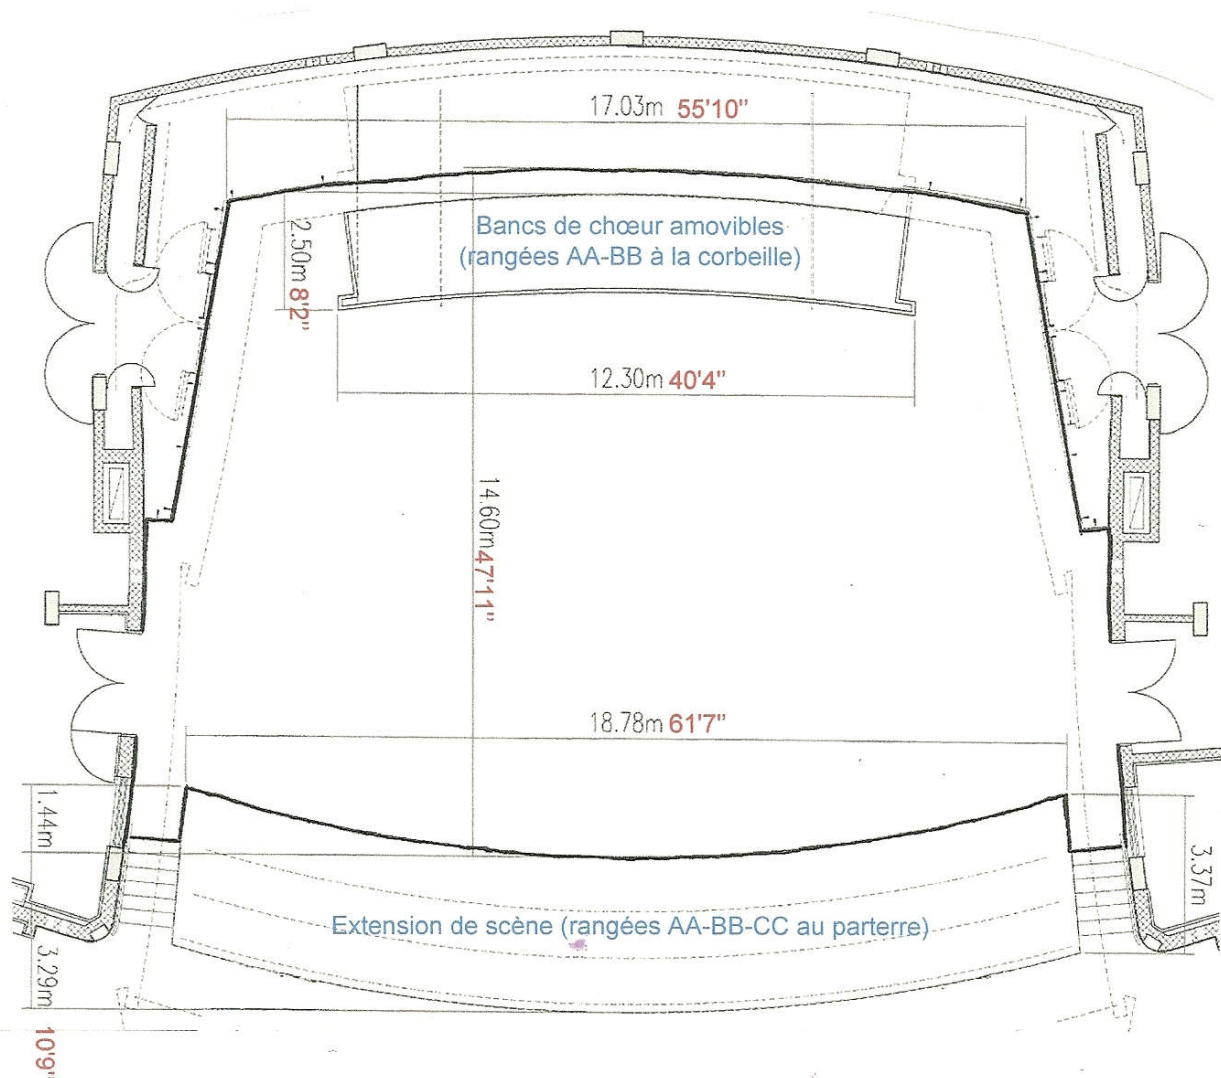 17.03m 55'10"
Bancs de chœur amovibles
(rangées AA-BB à la corbeille)
2.50m 8'2"
12.30m 40'4"
14.60m 47'11"
18.78m 61'7"
1.44m
3.37m
Extension de scène (rangées AA-BB-CC au parterre)
3.29m 10'9"